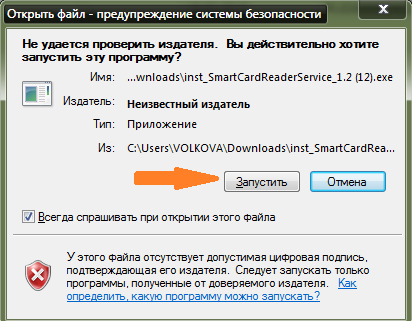 Открыть файл - предупреждение системы безопасности
Не удается проверить издателя. Вы действительно хотите
запустить эту программу?
Имя: ...wnloads\inst_SmartCardReaderService_1.2 (12).exe
Издатель: Неизвестный издатель
Тип: Приложение
Из: C:\Users\VOLKOVA\Downloads\inst_SmartCardRea...
Запустить Отмена
Всегда спрашивать при открытии этого файла
У этого файла отсутствует допустимая цифровая подпись,
подтверждающая его издателя. Следует запускать только
программы, полученные от доверяемого издателя. Как
определить, какую программу можно запускать?